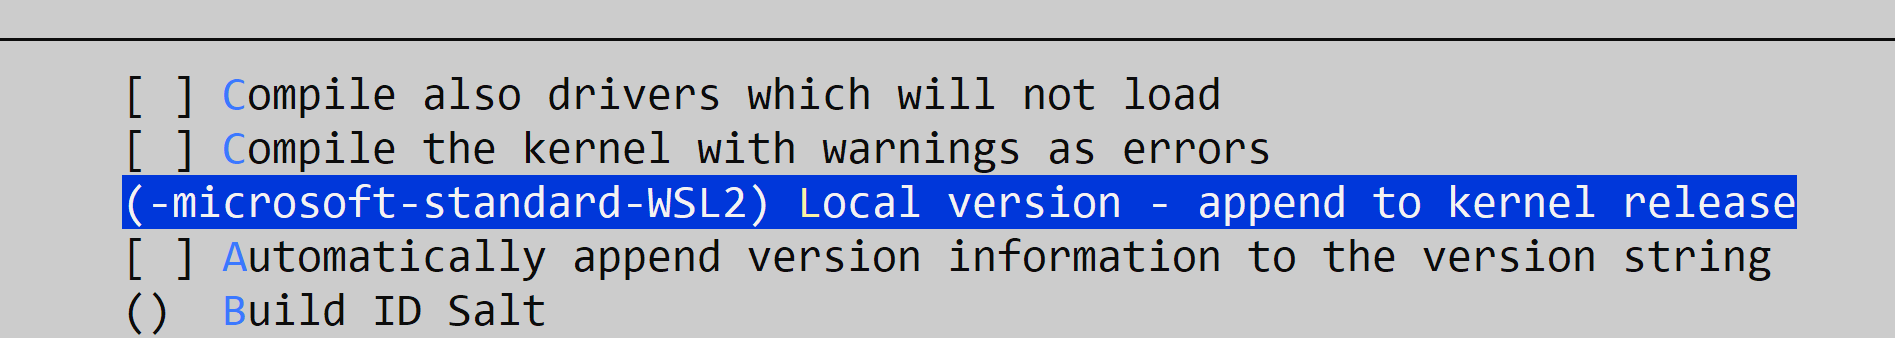 [ ] Compile also drivers which will not load
[ ] Compile the kernel with warnings as errors
(-microsoft-standard-WSL2) Local version - append to kernel release
[ ] Automatically append version information to the version string
()  Build ID Salt